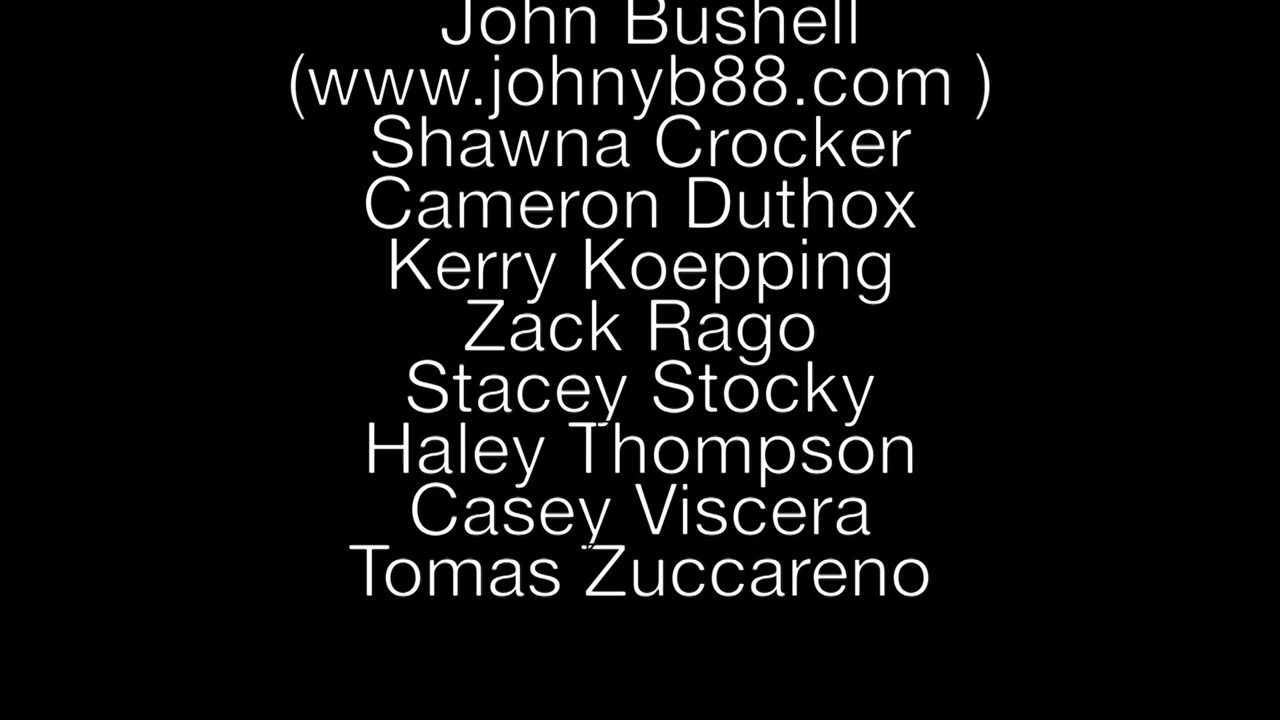 John Bushell
(www.johnyb88.com )
Shawna Crocker
Cameron Duthox
Kerry Koepping
Zack Rago
Stacey Stocky
Haley Thompson
Casey Viscera
Tomas Zuccareno